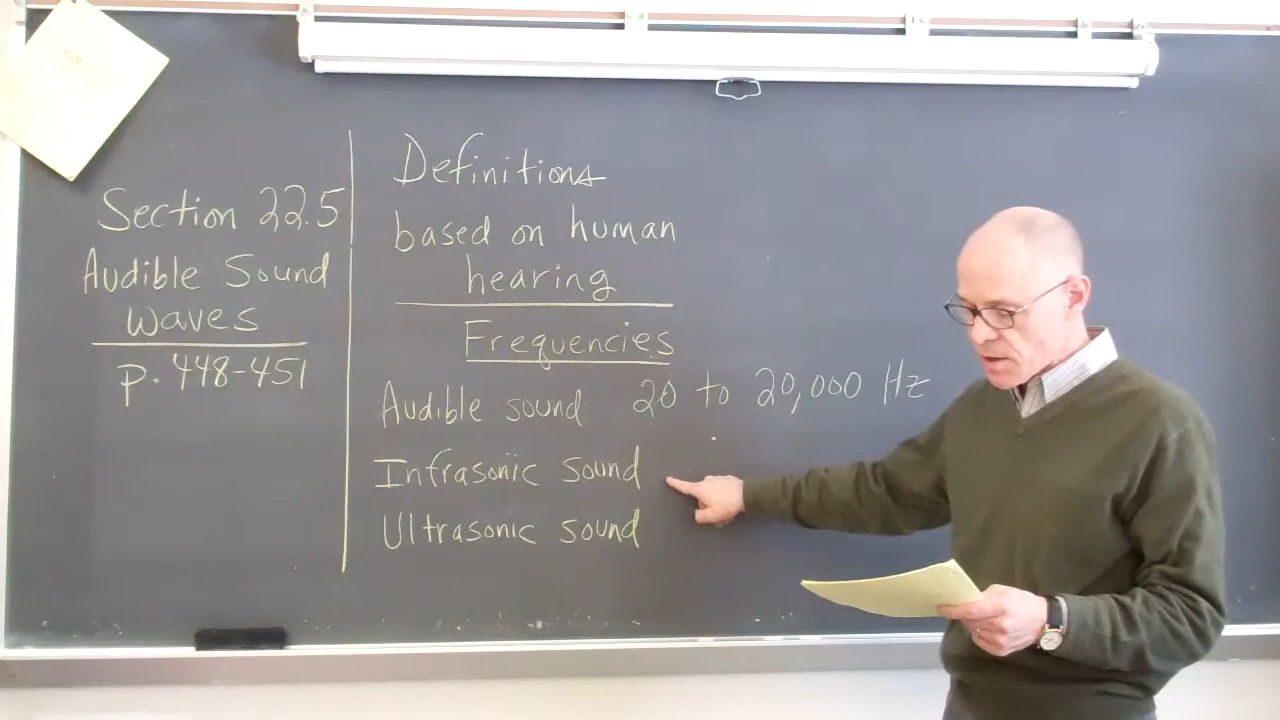 Section 22.5
Audible Sound
Waves
p. 448-451
Definitions
based on human
hearing
Frequencies
Audible sound 20 to 20,000 Hz
Infrasonic sound
Ultrasonic sound